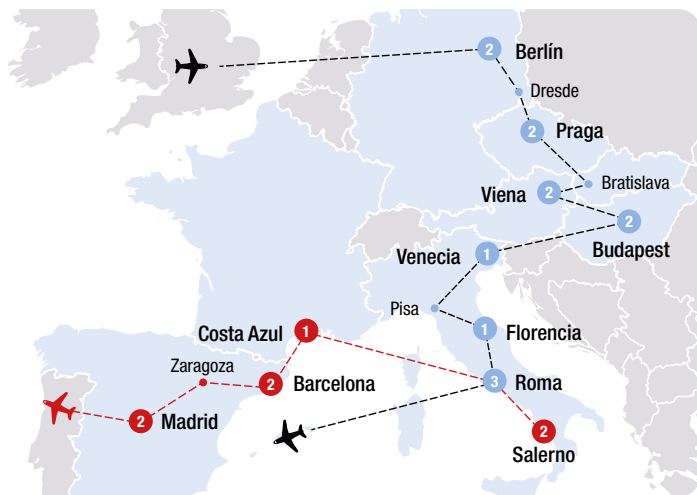 2 Berlín
Dresde
2 Praga
Bratislava
Viena 2
2
Budapest
Venecia 1
Pisa
1 Florencia
Costa Azul 1
Zaragoza
2 Barcelona
3 Roma
2 Madrid
2
Salerno